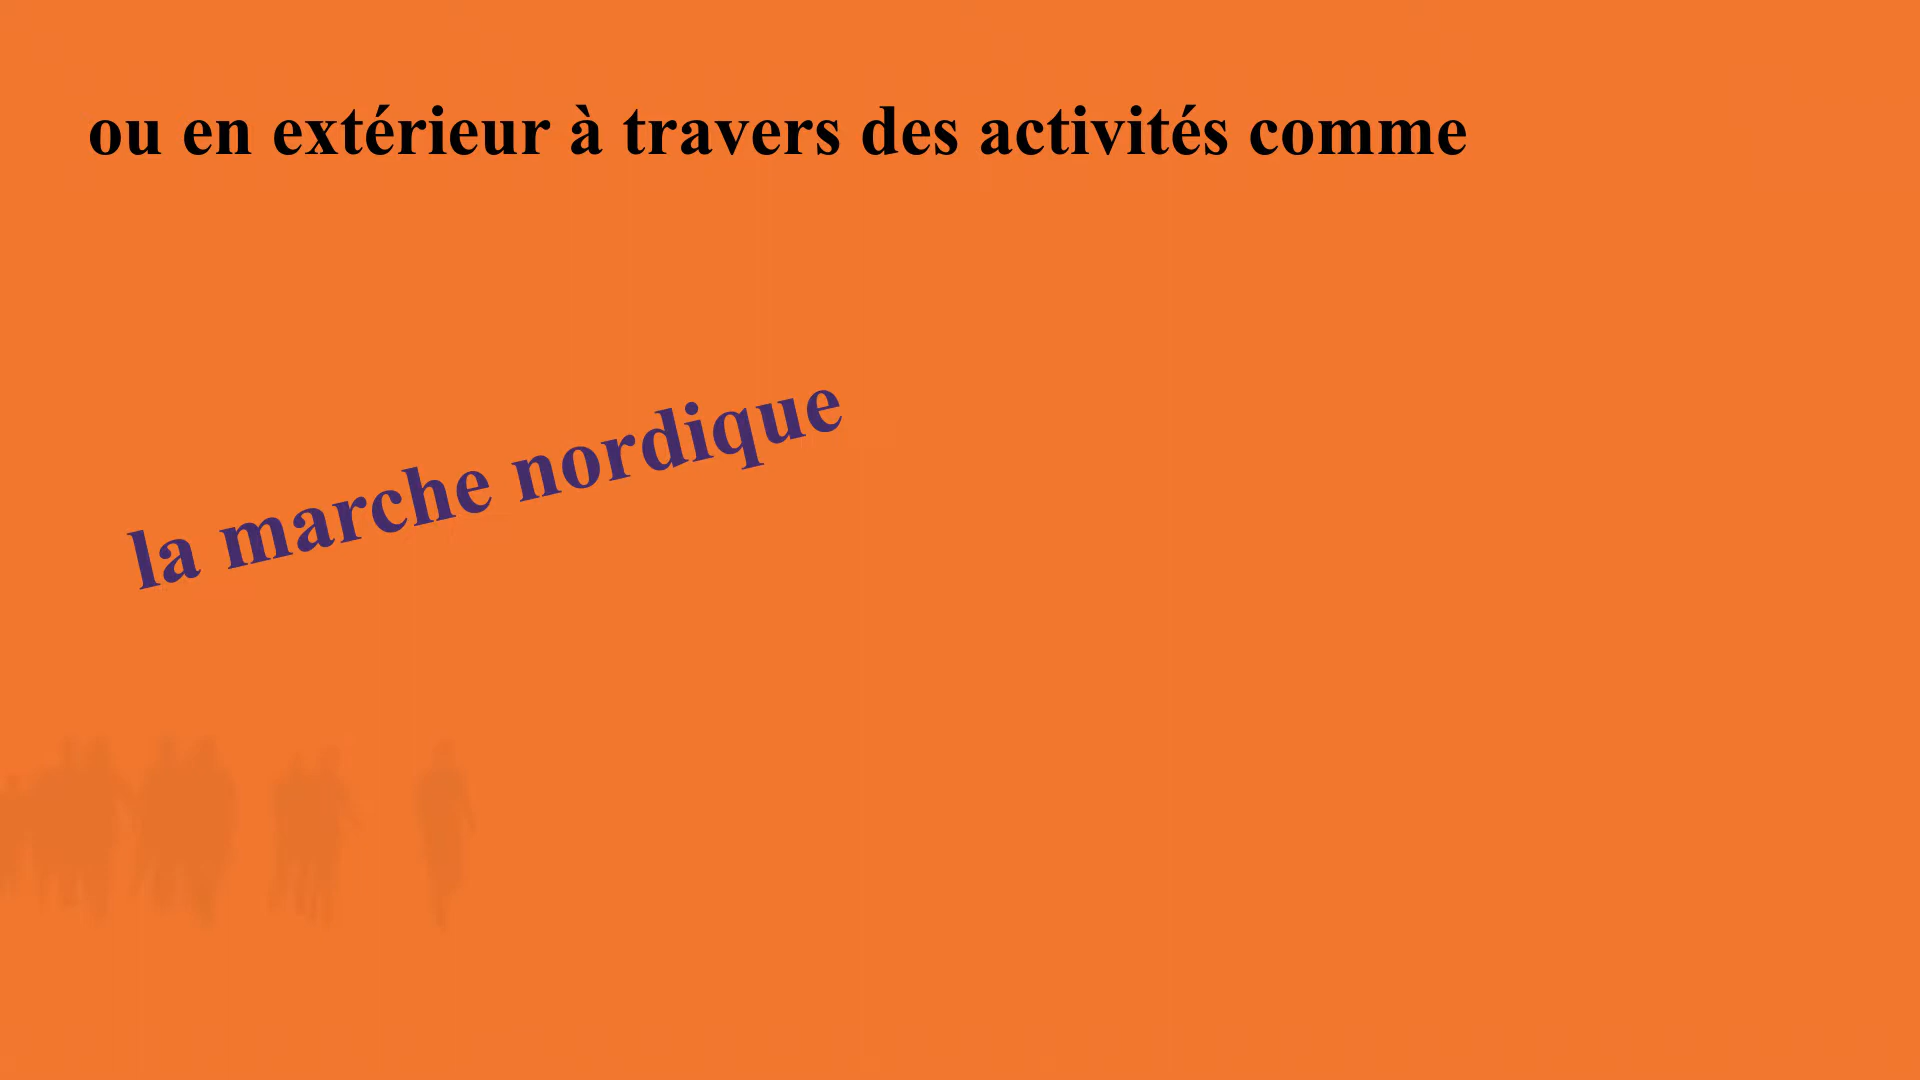 ou en extérieur à travers des activités comme
la marche nordique